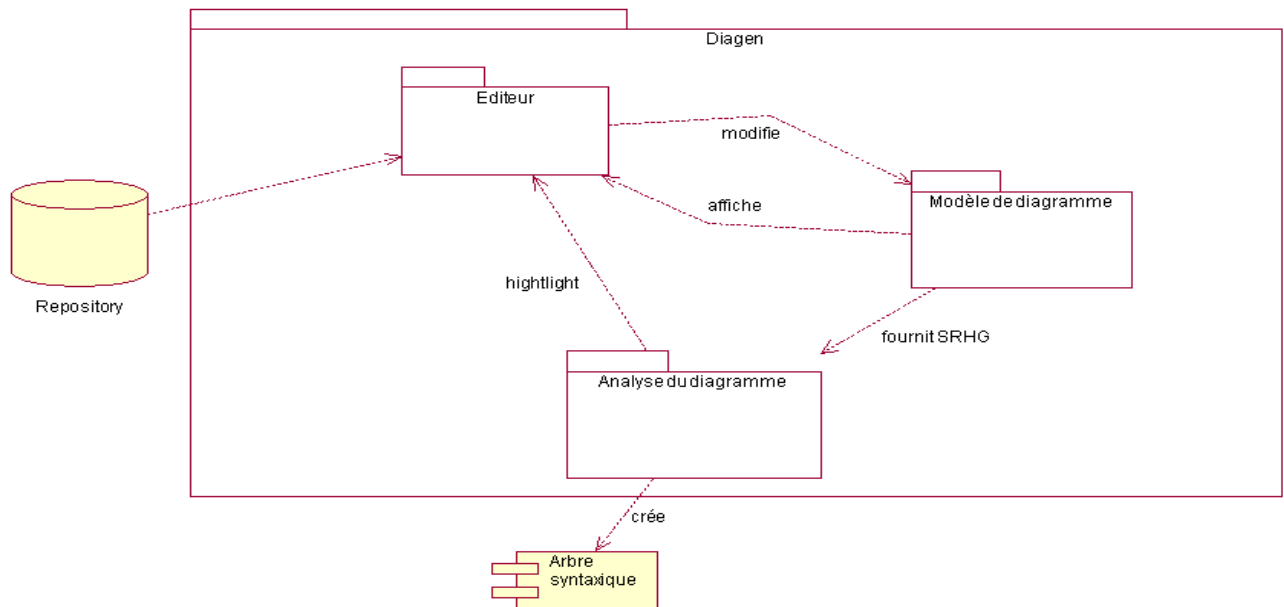 Diagen
Editeur
modifie
Modèle de diagramme
affiche
Repository
hightlight
fournit SRHG
Analyse du diagramme
crée
Arbre
syntaxique